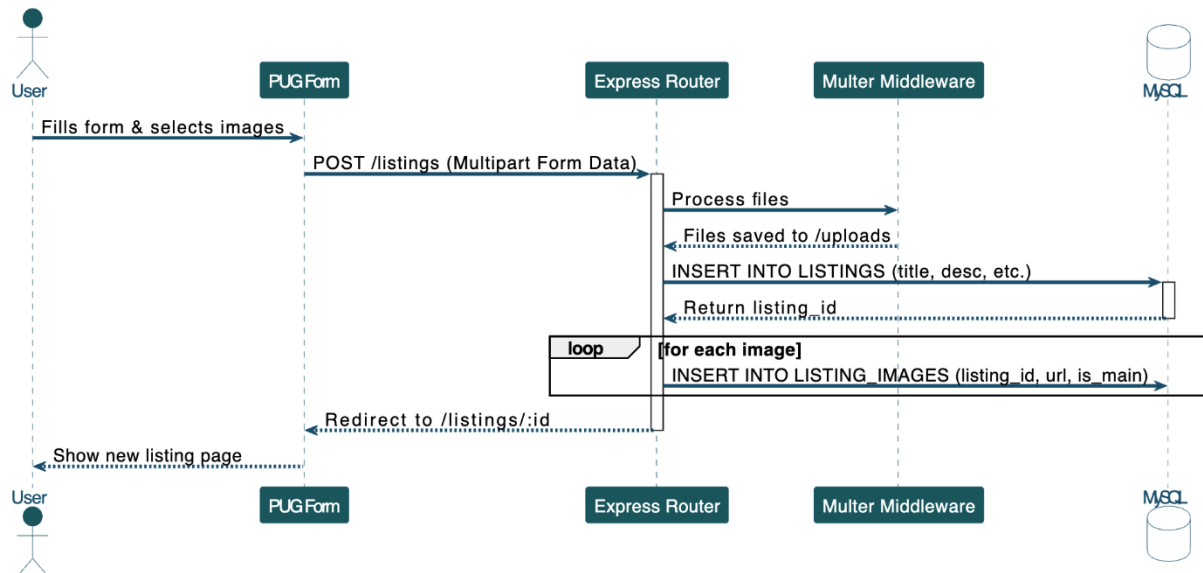 User
PUG Form
Express Router
Multer Middleware
MySQL
Fills form & selects images
POST /listings (Multipart Form Data)
Process files
Files saved to /uploads
INSERT INTO LISTINGS (title, desc, etc.)
Return listing_id
loop
[for each image]
INSERT INTO LISTING_IMAGES (listing_id, url, is_main)
Redirect to /listings/:id
Show new listing page
User
PUG Form
Express Router
Multer Middleware
MySQL